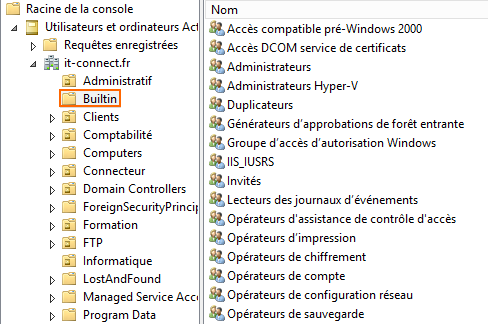 Racine de la console
Utilisateurs et ordinateurs Act
Requêtes enregistrées
it-connect.fr
Administratif
Builtin
Clients
Comptabilité
Computers
Connecteur
Domain Controllers
ForeignSecurityPrincip
Formation
FTP
Informatique
LostAndFound
Managed Service Acco
Program Data
Nom
Accès compatible pré-Windows 2000
Accès DCOM service de certificats
Administrateurs
Administrateurs Hyper-V
Duplicateurs
Générateurs d'approbations de forêt entrante
Groupe d'accès d'autorisation Windows
IIS_IUSRS
Invités
Lecteurs des journaux d'événements
Opérateurs d'assistance de contrôle d'accès
Opérateurs d'impression
Opérateurs de chiffrement
Opérateurs de compte
Opérateurs de configuration réseau
Opérateurs de sauvegarde